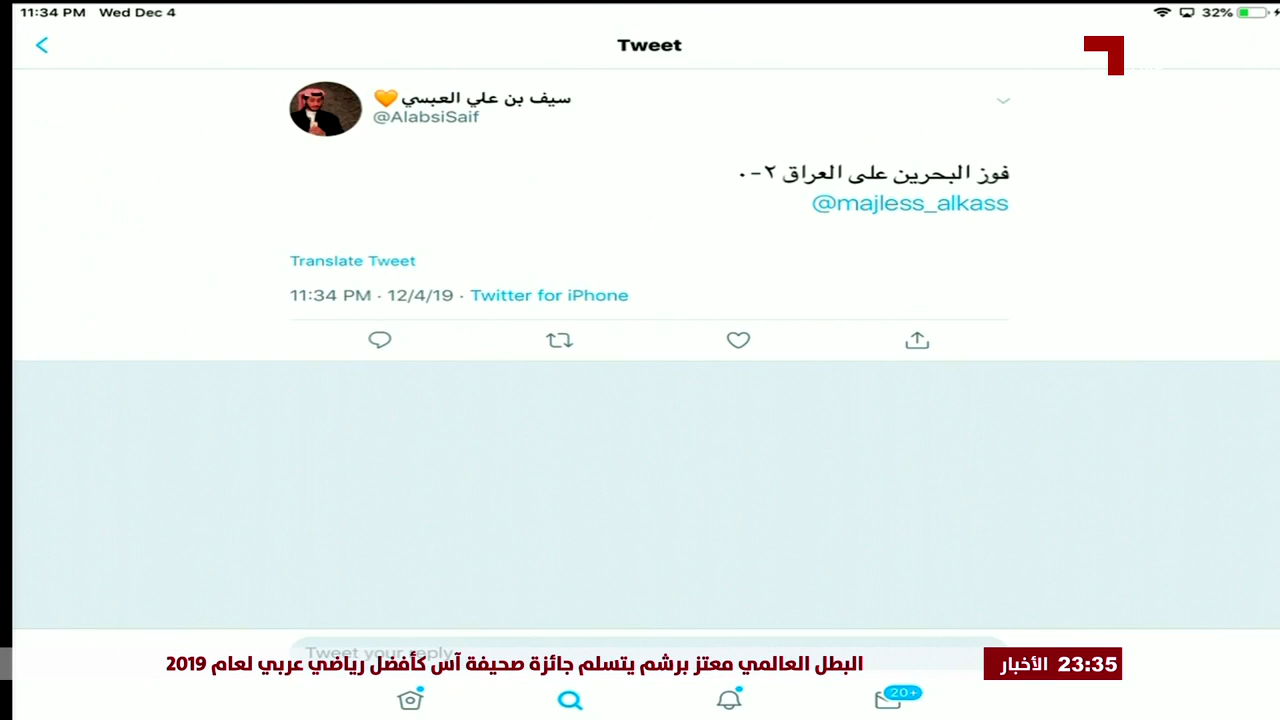 11:34 PM Wed Dec 4
32%
Tweet
سيف بن علي العبسي
@AlabsiSaif
فوز البحرين على العراق ٢-٠
@majless_alkass
Translate Tweet
11:34 PM · 12/4/19 · Twitter for iPhone
Tweet your reply
23:35 الأخبار
البطل العالمي معتز برشم يتسلم جائزة صحيفة آس كأفضل رياضي عربي لعام 2019
20+